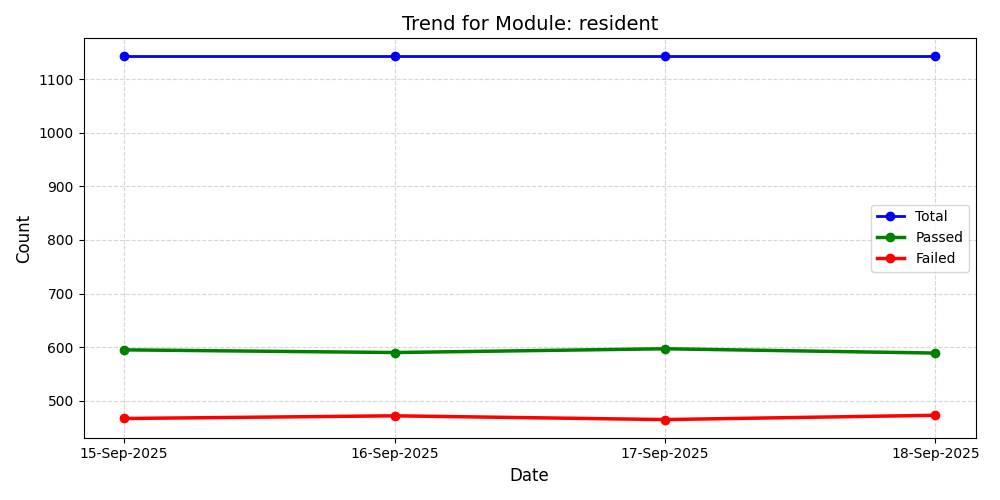 Trend for Module: resident
Count
1100
1000
900
800
700
600
500
Total
Passed
Failed
15-Sep-2025
16-Sep-2025
17-Sep-2025
18-Sep-2025
Date